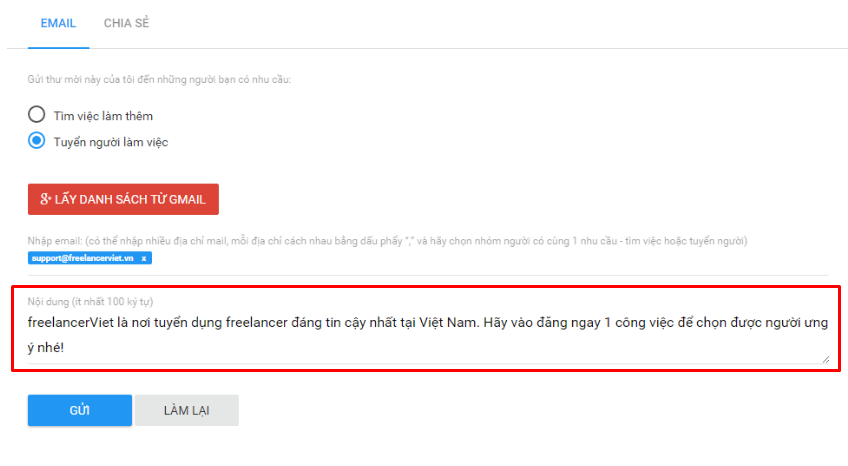 EMAIL CHIA SẺ
Gửi thư mời này của tôi đến những người bạn có nhu cầu:
Tìm việc làm thêm
Tuyển người làm việc
g+ LẤY DANH SÁCH TỪ GMAIL
Nhập email: (có thể nhập nhiều địa chỉ mail, mỗi địa chỉ cách nhau bằng dấu phẩy "," và hãy chọn nhóm người có cùng 1 nhu cầu - tìm việc hoặc tuyển người)
support@freelancerviet.vn x
Nội dung (ít nhất 100 ký tự)
freelancerViet là nơi tuyển dụng freelancer đáng tin cậy nhất tại Việt Nam. Hãy vào đăng ngay 1 công việc để chọn được người ưng
ý nhé!
GỬI LÀM LẠI